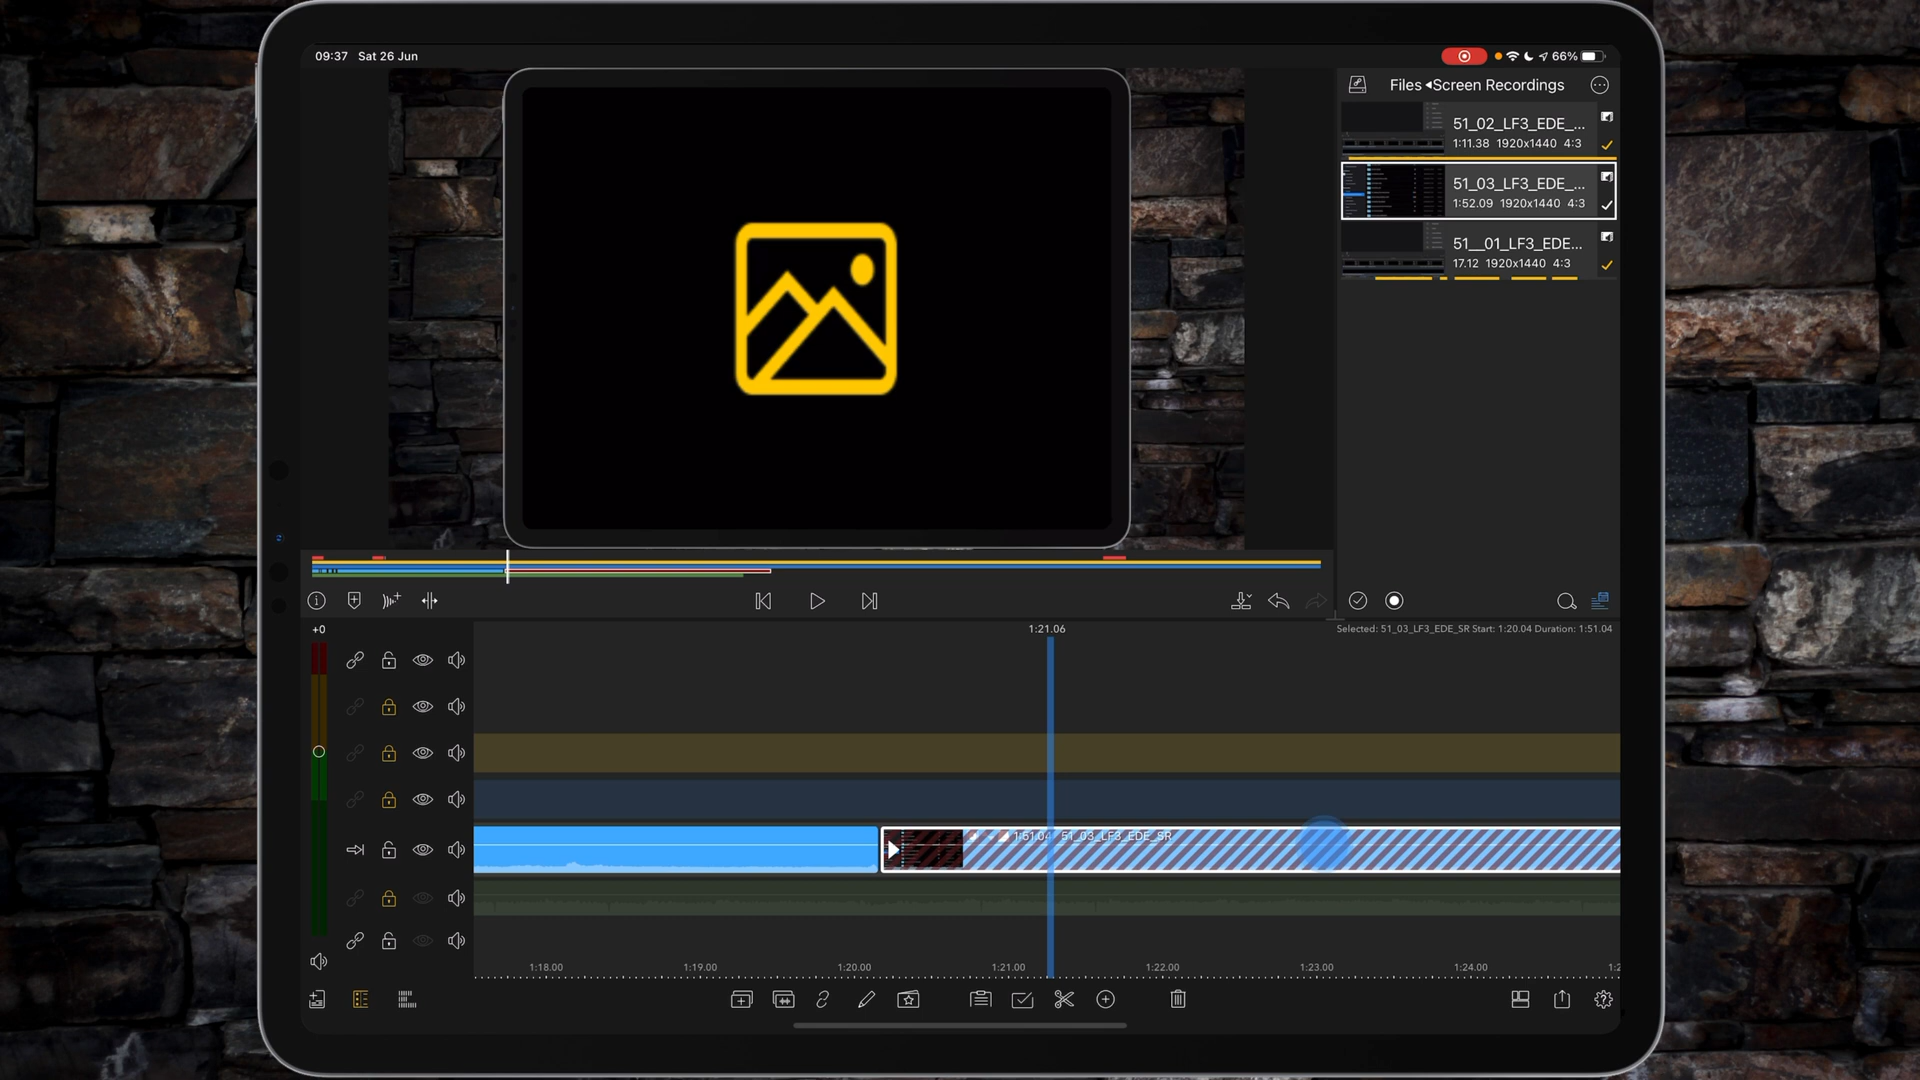 09:37 Sat 26 Jun
66%
Files ◂Screen Recordings
51_02_LF3_EDE_...
1:11.38 1920x1440 4:3
51_03_LF3_EDE_...
1:52.09 1920x1440 4:3
51__01_LF3_EDE...
17.12 1920x1440 4:3
+0
1:21.06
Selected: 51_03_LF3_EDE_SR Start: 1:20.04 Duration: 1:51.04
1:51.04 51_03_LF3_EDE_SR
1:18.00 1:19.00 1:20.00 1:21.00 1:22.00 1:23.00 1:24.00 1:2